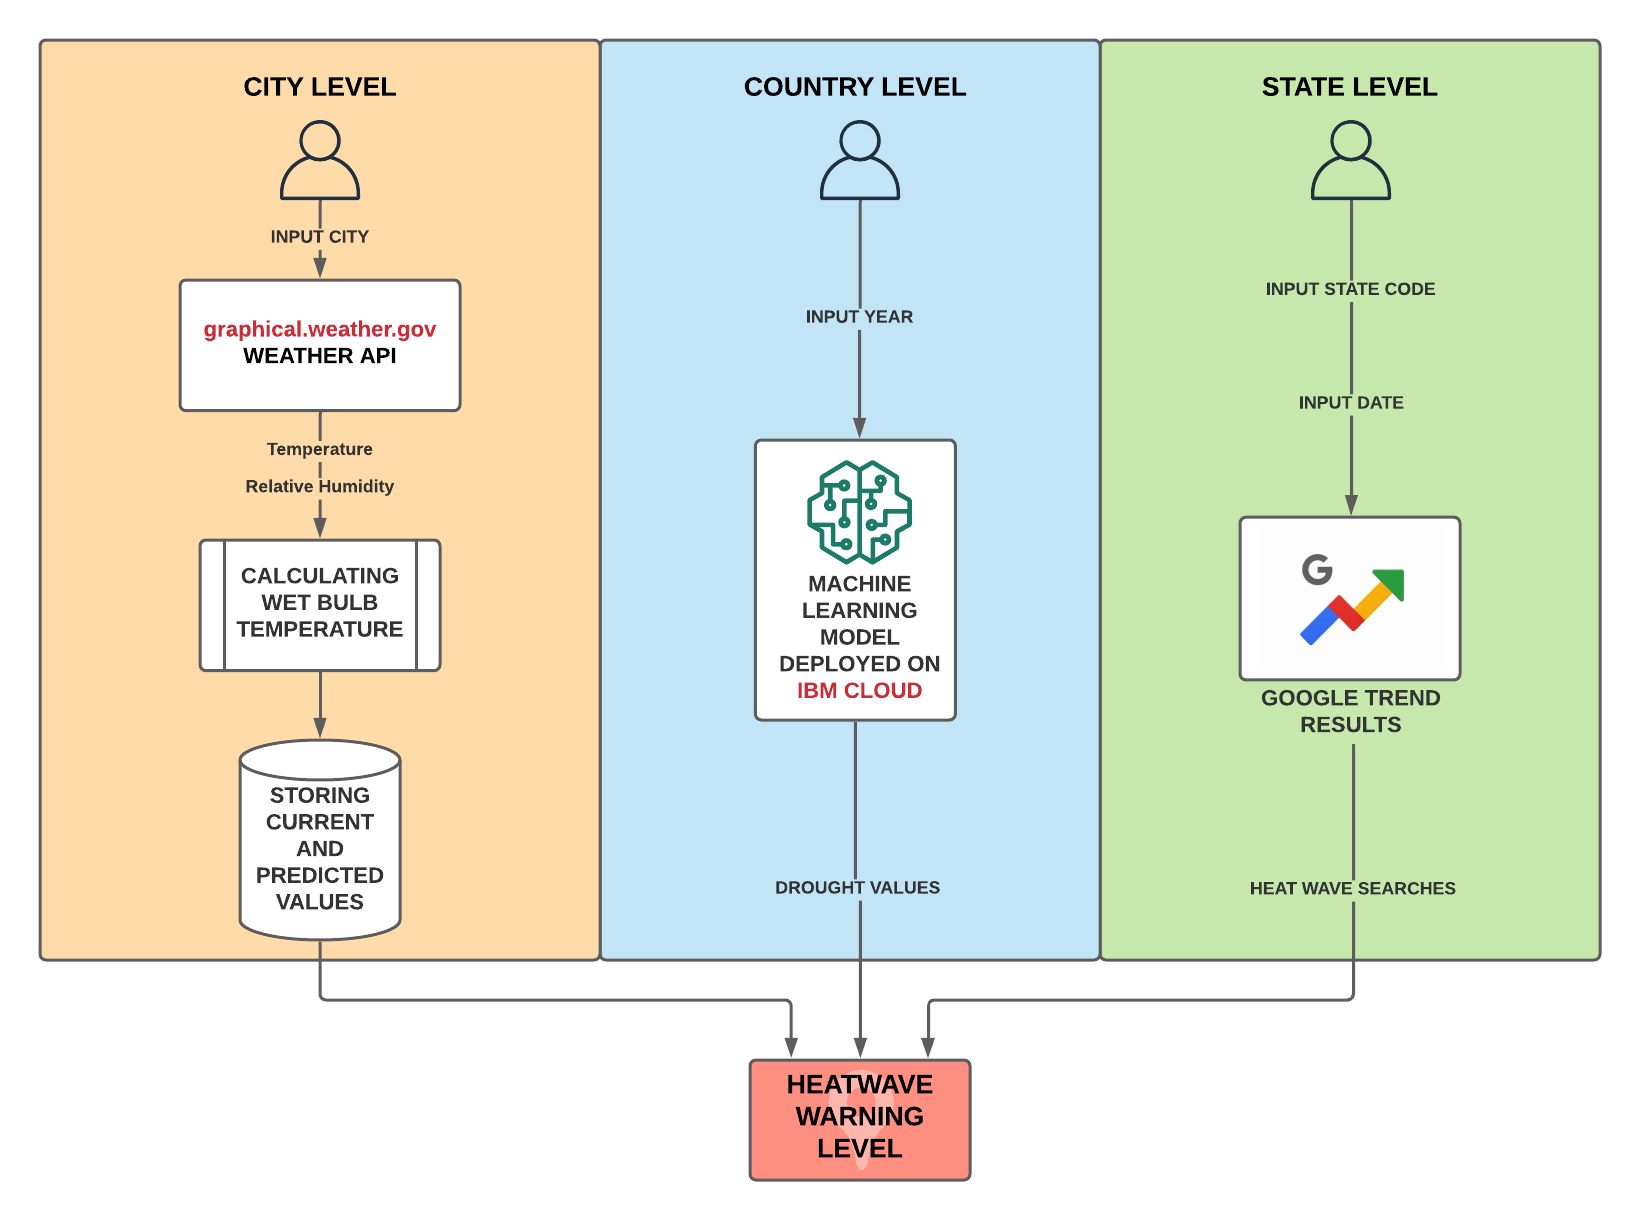 CITY LEVEL
INPUT CITY
graphical.weather.gov
WEATHER API
Temperature
Relative Humidity
CALCULATING
WET BULB
TEMPERATURE
STORING
CURRENT
AND
PREDICTED
VALUES
COUNTRY LEVEL
INPUT YEAR
MACHINE
LEARNING
MODEL
DEPLOYED ON
IBM CLOUD
DROUGHT VALUES
STATE LEVEL
INPUT STATE CODE
INPUT DATE
G
GOOGLE TREND
RESULTS
HEAT WAVE SEARCHES
HEATWAVE
WARNING
LEVEL